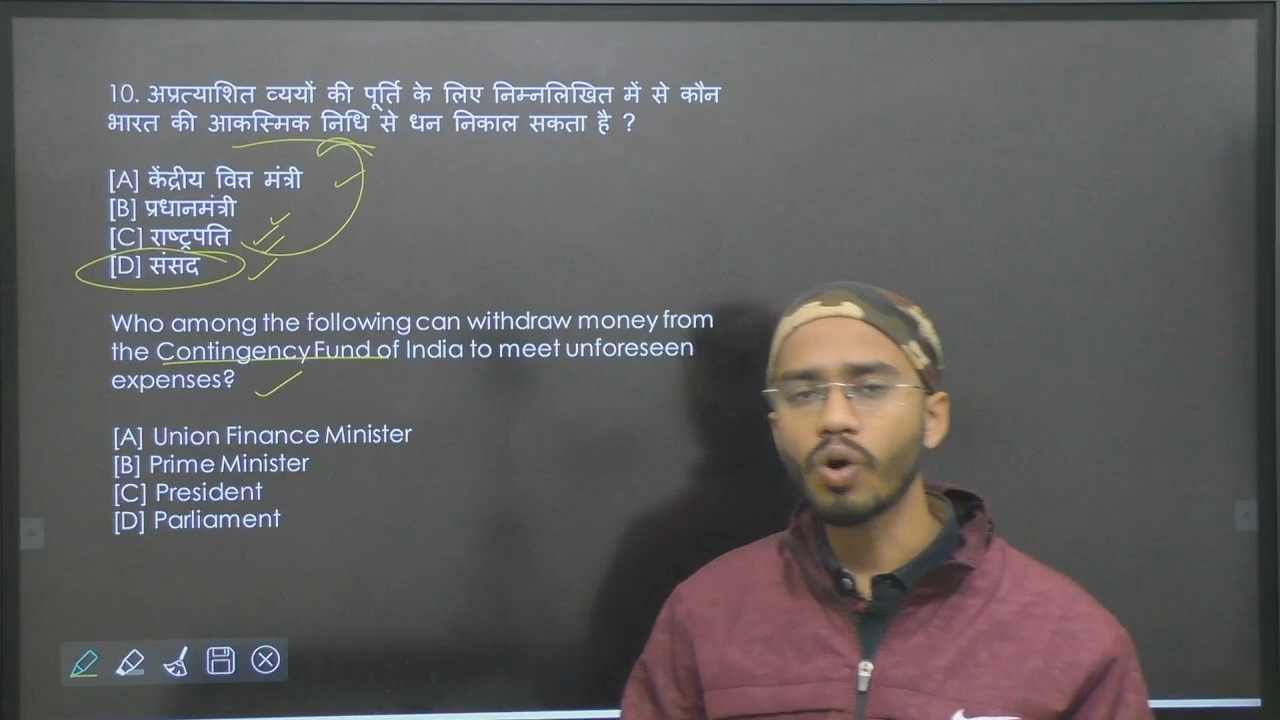 10. अप्रत्याशित व्ययों की पूर्ति के लिए निम्नलिखित में से कौन
भारत की आकस्मिक निधि से धन निकाल सकता है ?
[A] केंद्रीय वित्त मंत्री
[B] प्रधानमंत्री
[C] राष्ट्रपति
[D] संसद
Who among the following can withdraw money from
the Contingency Fund of India to meet unforeseen
expenses?
[A] Union Finance Minister
[B] Prime Minister
[C] President
[D] Parliament